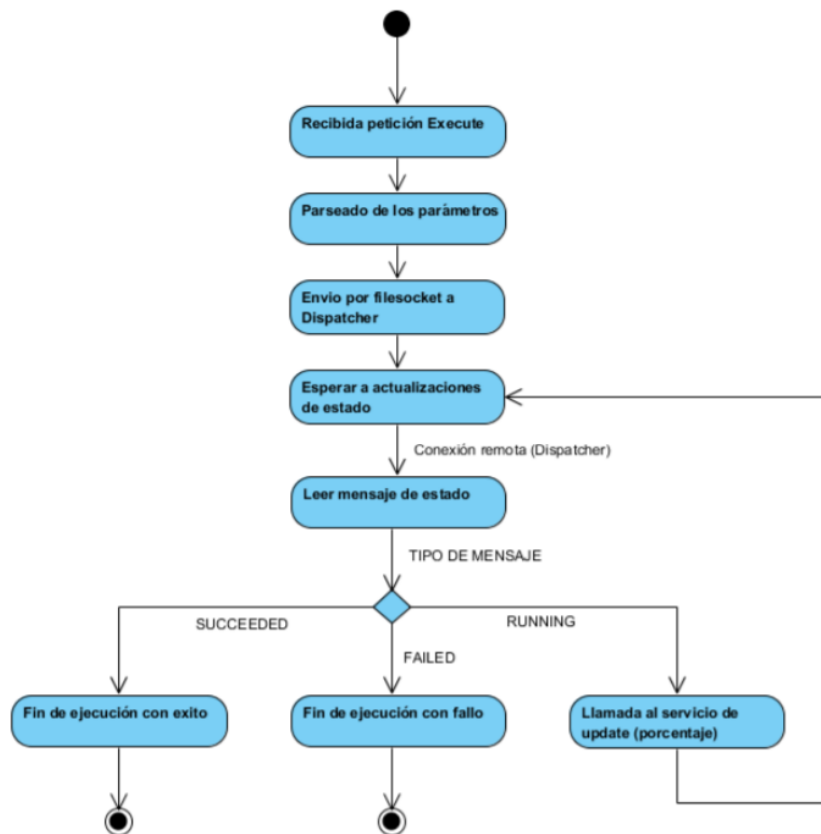 Recibida petición Execute
Parseado de los parámetros
Envio por filesocket a
Dispatcher
Esperar a actualizaciones
de estado
Conexión remota (Dispatcher)
Leer mensaje de estado
TIPO DE MENSAJE
SUCCEEDED
RUNNING
FAILED
Fin de ejecución con exito
Fin de ejecución con fallo
Llamada al servicio de
update (porcentaje)